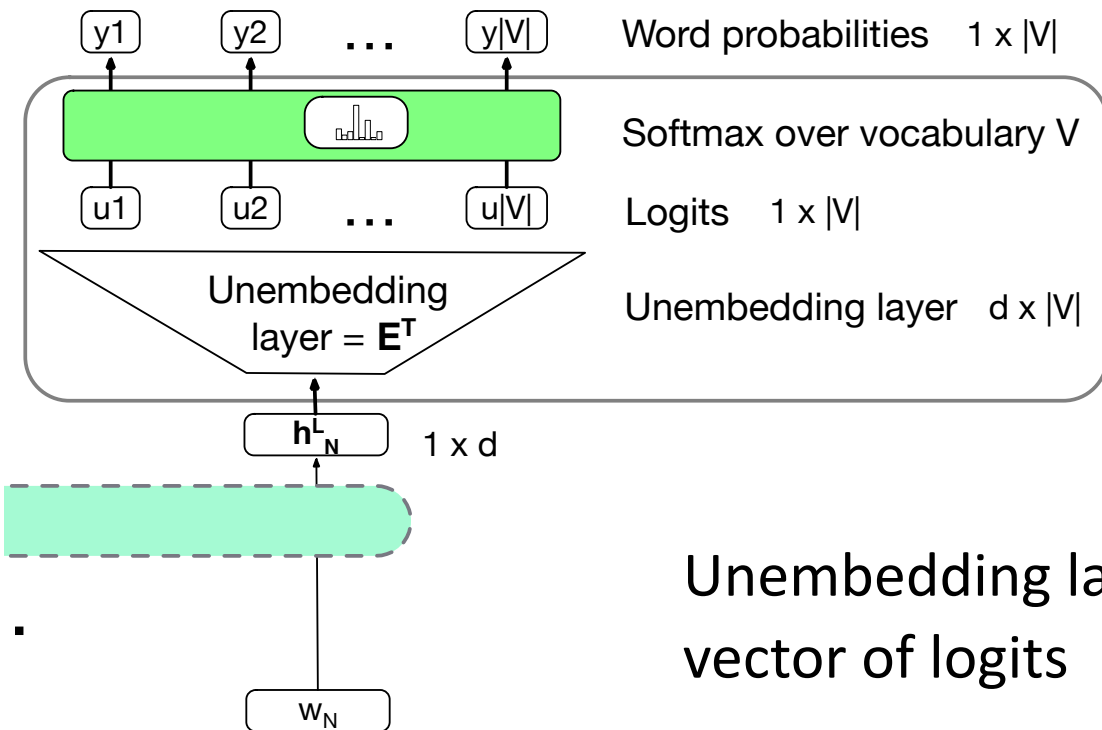 y1 y2 ... y|V| Word probabilities 1 x |V|
Softmax over vocabulary V
u1 u2 ... u|V| Logits 1 x |V|
Unembedding
layer = E^T Unembedding layer d x |V|
h^L_N 1 x d
Unembedding la
.
vector of logits
w_N